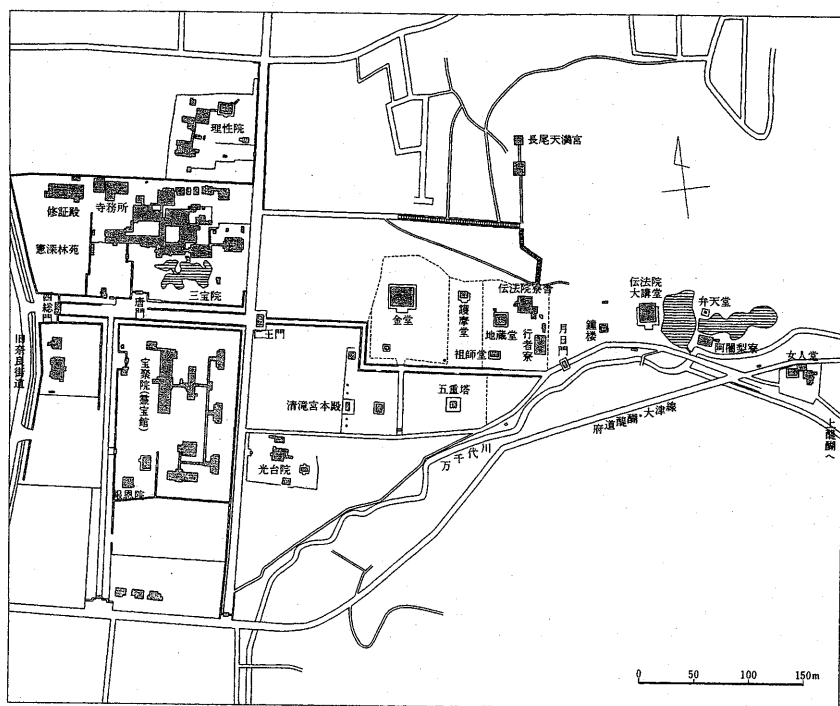 理性院
長尾天満宮
修証殿
寺務所
憲深林苑
三宝院
西総門
唐門
旧奈良街道
仁王門
金堂
護摩堂
伝法院寮舎
地蔵堂
行者寮
祖師堂
月日門
鐘楼
伝法院
大講堂
弁天堂
阿闍梨寮
女人堂
上醍醐へ
宝聚院(霊宝館)
清滝宮本殿
五重塔
府道醍醐・大津線
万千代川
光台院
報恩院
0 50 100 150m